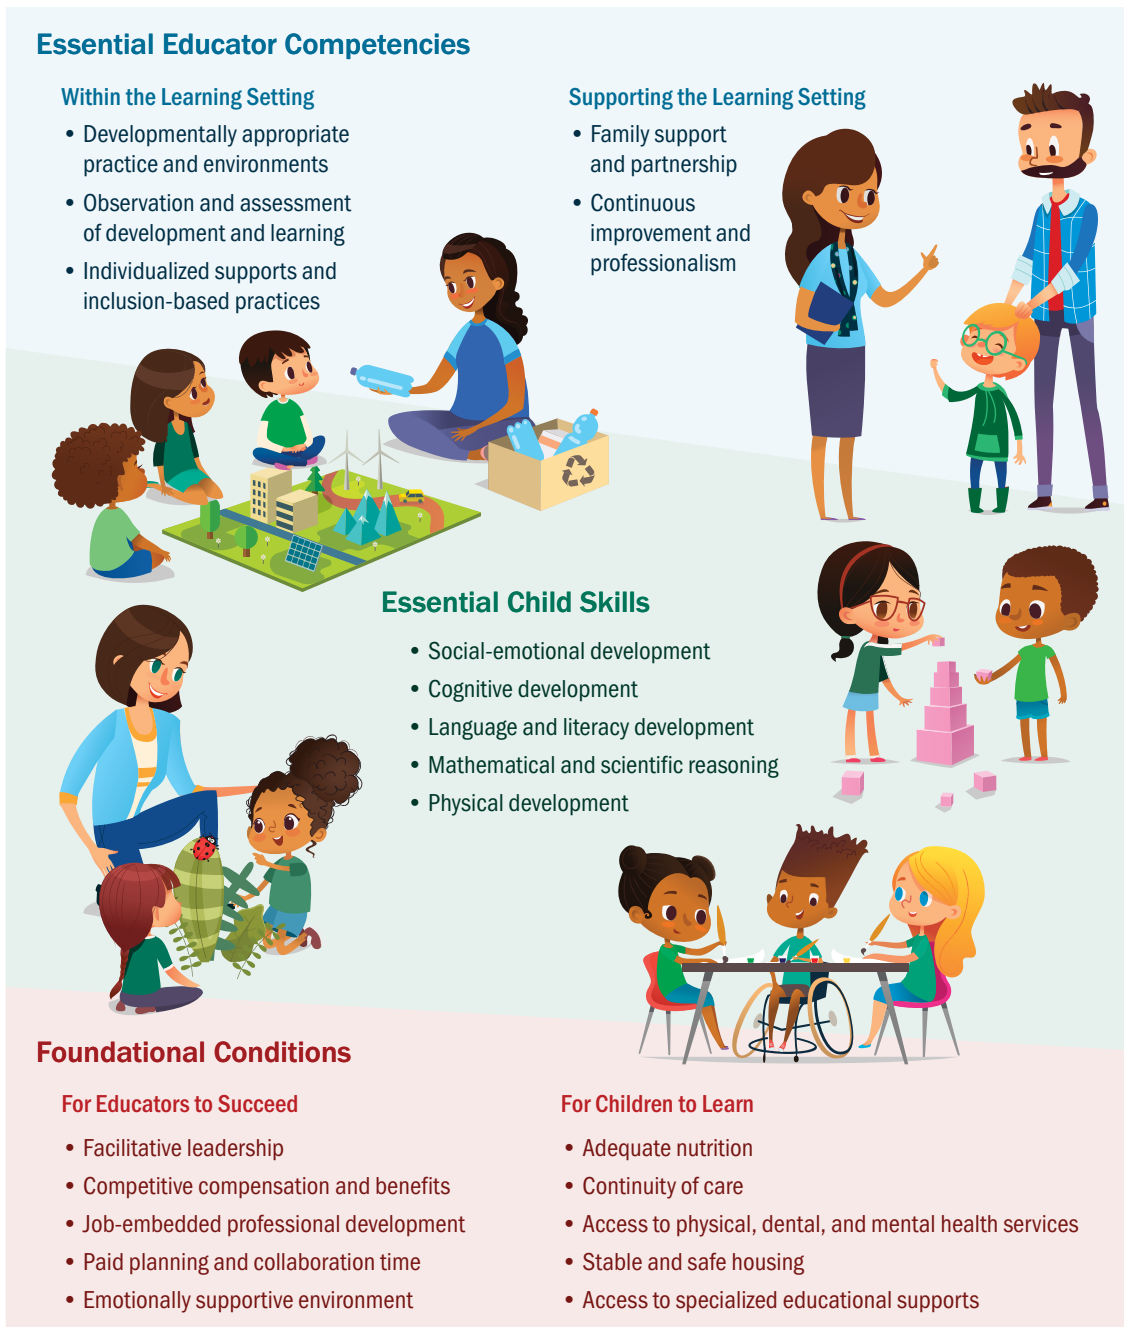 Essential Educator Competencies
Within the Learning Setting
• Developmentally appropriate
practice and environments
• Observation and assessment
of development and learning
• Individualized supports and
inclusion-based practices
Supporting the Learning Setting
• Family support
and partnership
• Continuous
improvement and
professionalism
Essential Child Skills
• Social-emotional development
• Cognitive development
• Language and literacy development
• Mathematical and scientific reasoning
• Physical development
Foundational Conditions
For Educators to Succeed
• Facilitative leadership
• Competitive compensation and benefits
• Job-embedded professional development
• Paid planning and collaboration time
• Emotionally supportive environment
For Children to Learn
• Adequate nutrition
• Continuity of care
• Access to physical, dental, and mental health services
• Stable and safe housing
• Access to specialized educational supports